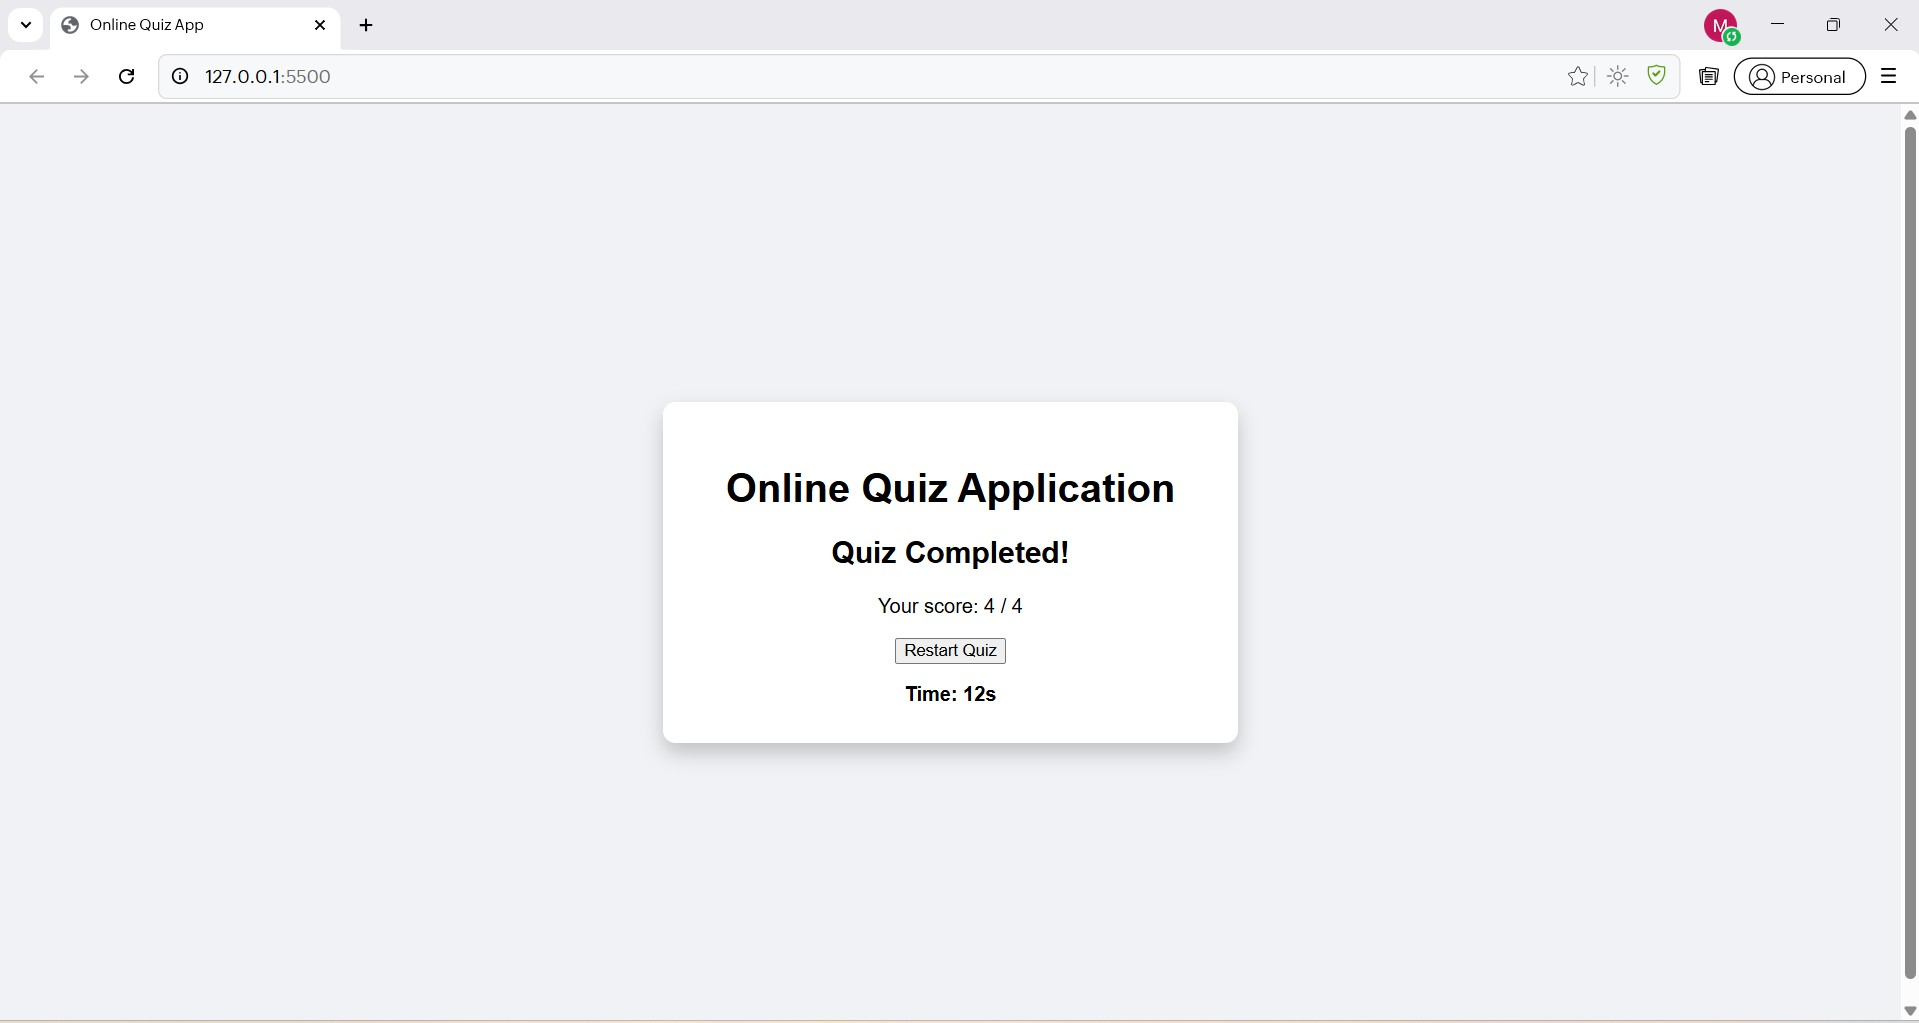 Online Quiz App
M
127.0.0.1:5500
Personal
Online Quiz Application
Quiz Completed!
Your score: 4 / 4
Restart Quiz
Time: 12s